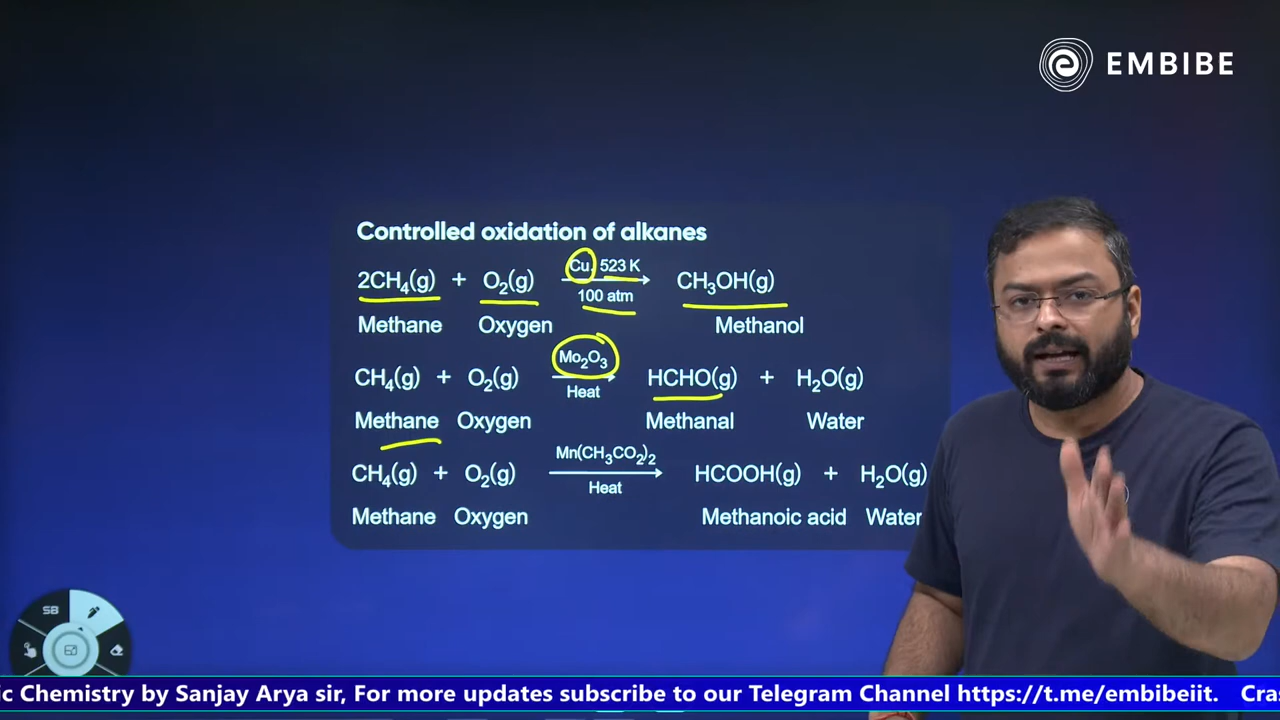 EMBIBE
Controlled oxidation of alkanes
2CH₄(g) + O₂(g) Cu, 523 K 100 atm CH₃OH(g)
Methane Oxygen Methanol
CH₄(g) + O₂(g) Mo₂O₃ Heat HCHO(g) + H₂O(g)
Methane Oxygen Methanal Water
CH₄(g) + O₂(g) Mn(CH₃CO₂)₂ Heat HCOOH(g) + H₂O(g)
Methane Oxygen Methanoic acid Water
SB
ic Chemistry by Sanjay Arya sir, For more updates subscribe to our Telegram Channel https://t.me/embibeiit. Cra